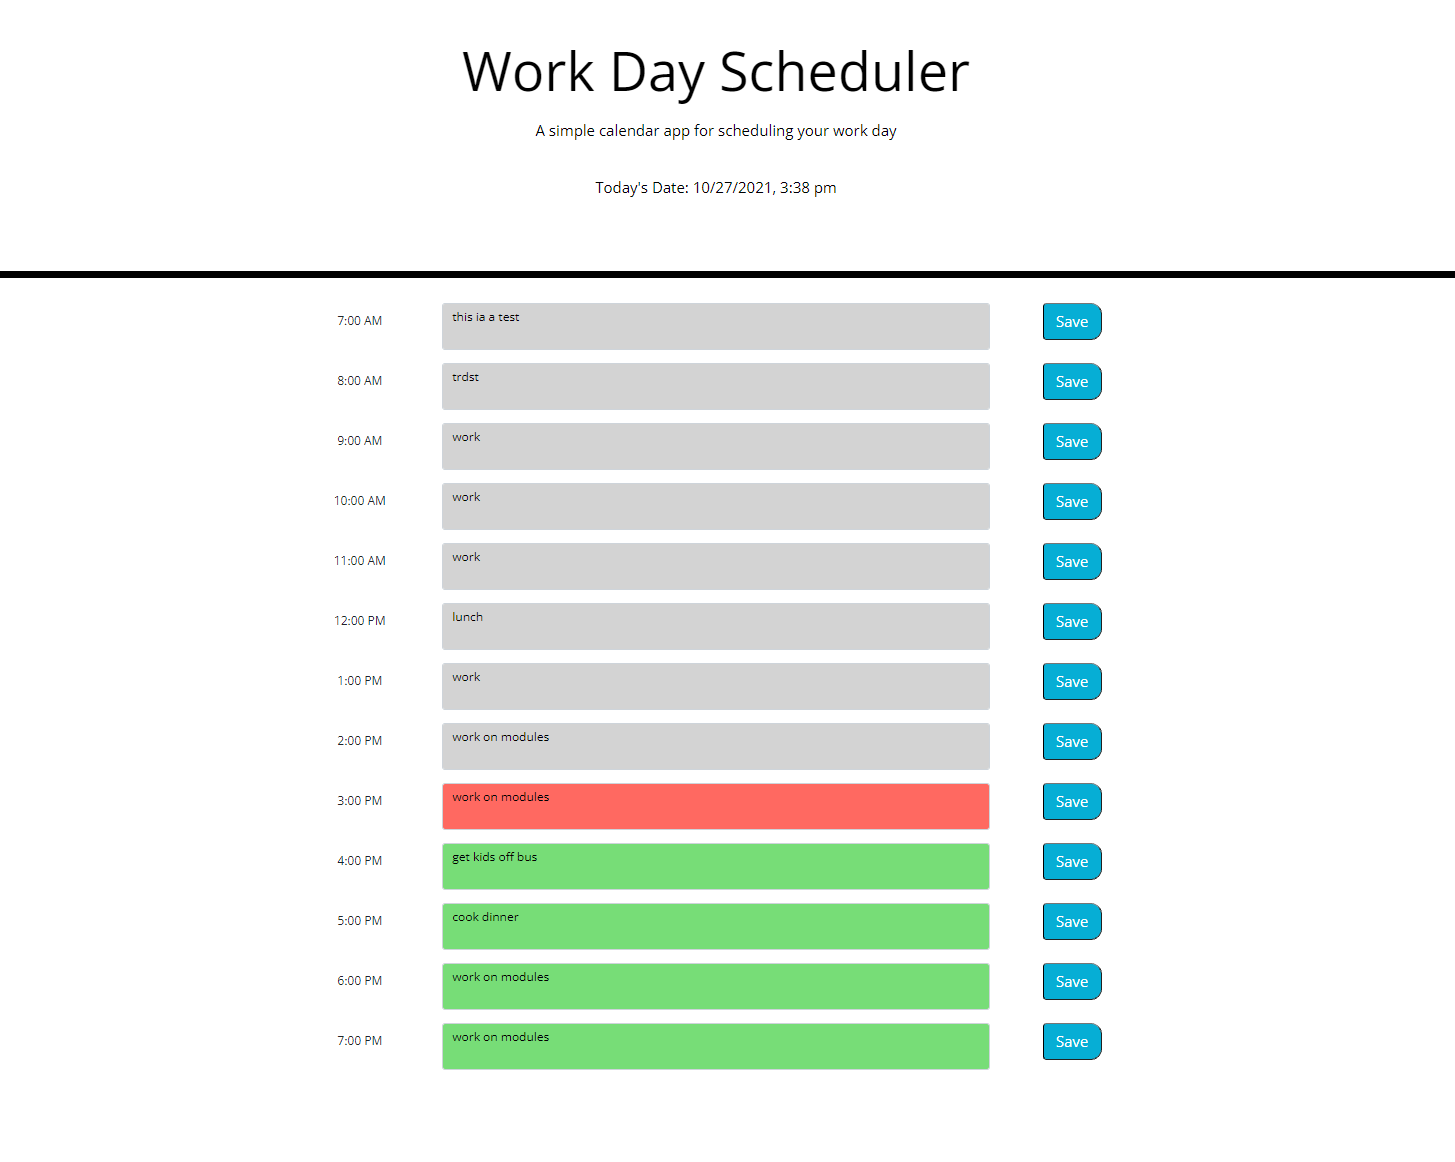 Work Day Scheduler
A simple calendar app for scheduling your work day
Today's Date: 10/27/2021, 3:38 pm
7:00 AM this ia a test Save
8:00 AM trdst Save
9:00 AM work Save
10:00 AM work Save
11:00 AM work Save
12:00 PM lunch Save
1:00 PM work Save
2:00 PM work on modules Save
3:00 PM work on modules Save
4:00 PM get kids off bus Save
5:00 PM cook dinner Save
6:00 PM work on modules Save
7:00 PM work on modules Save